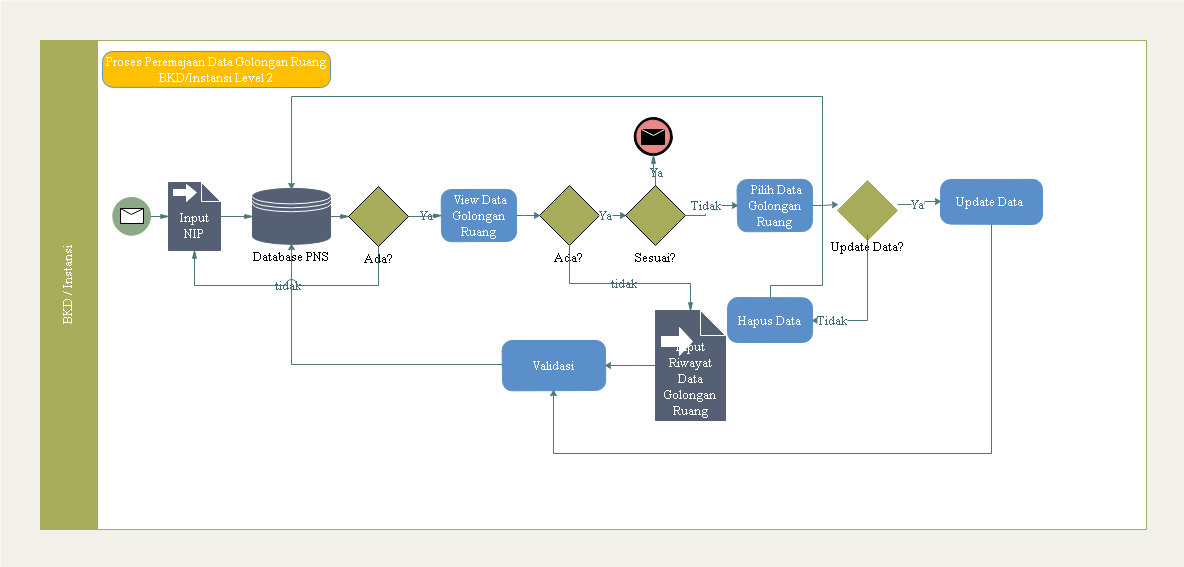 Proses Peremajaan Data Golongan Ruang
BKD/Instansi Level 2
BKD / Instansi
Input
NIP
Database PNS
Ada?
tidak
Ya
View Data
Golongan
Ruang
Ada?
Ya
tidak
Sesuai?
Ya
Tidak
Pilih Data
Golongan
Ruang
Update Data?
Ya
Update Data
Tidak
Hapus Data
Input
Riwayat
Data
Golongan
Ruang
Validasi